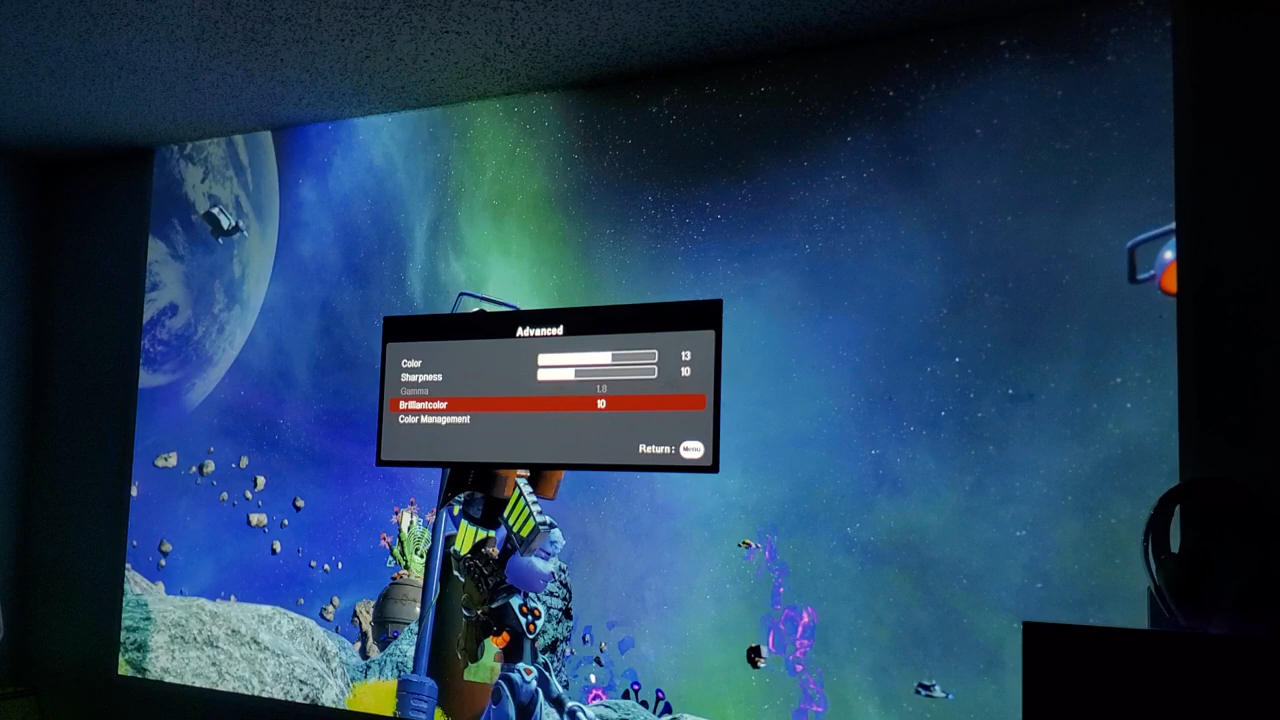 Advanced
Color 13
Sharpness 10
Gamma 1.8
Brilliantcolor 10
Color Management
Return: Menu